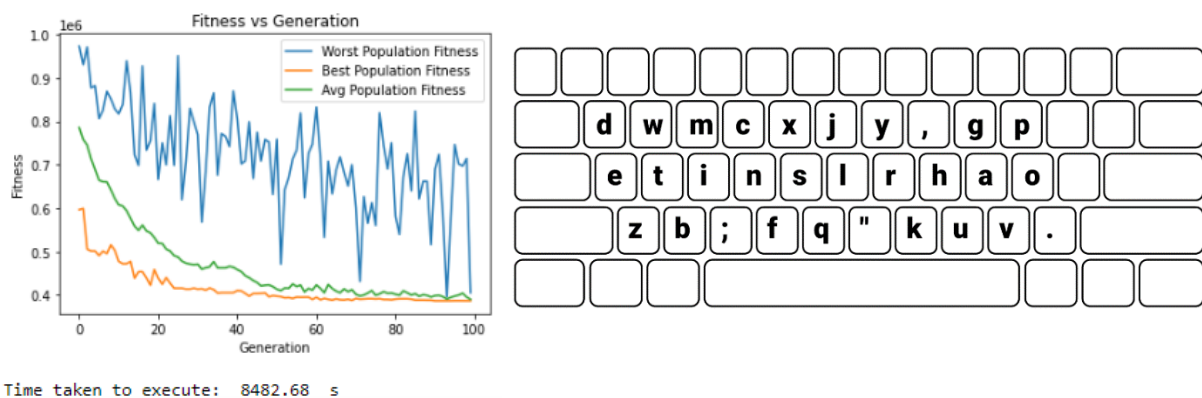 Fitness vs Generation
1e6
1.0
0.9
0.8
0.7
0.6
0.5
0.4
Fitness
Worst Population Fitness
Best Population Fitness
Avg Population Fitness
0 20 40 60 80 100
Generation
d w m c x j y , g p
e t i n s l r h a o
z b ; f q " k u v .
Time taken to execute:  8482.68  s